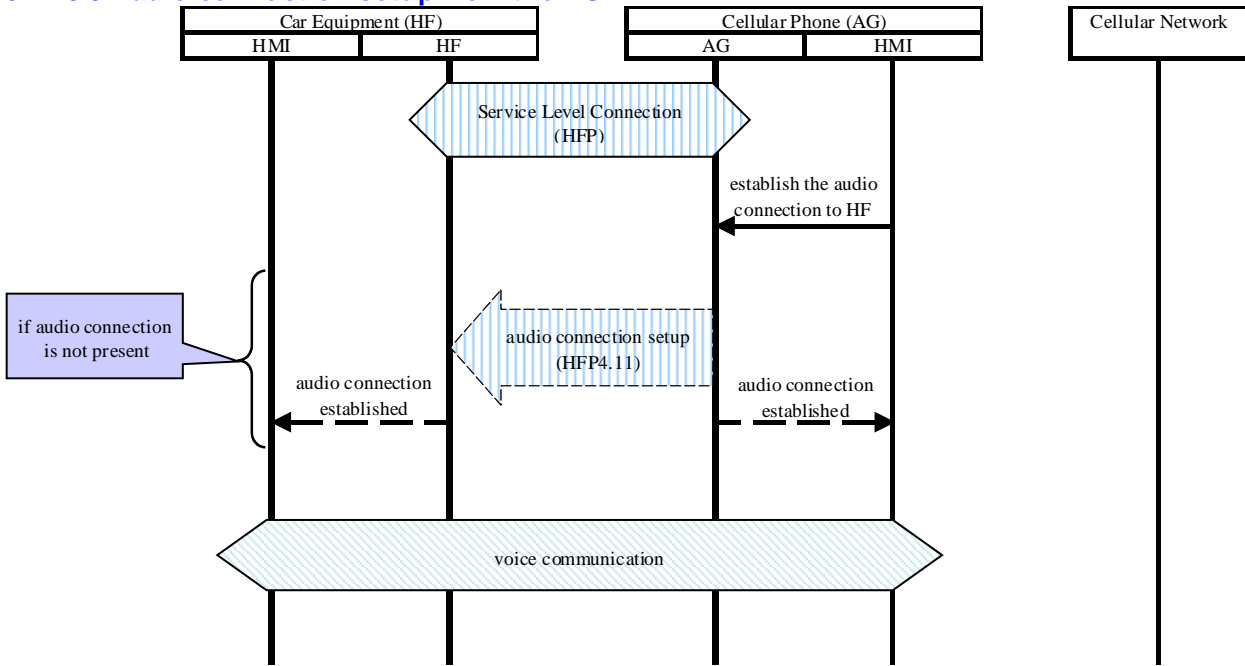 Car Equipment (HF)
Cellular Phone (AG)
Cellular Network
HMI
HF
AG
HMI
Service Level Connection
(HFP)
establish the audio
connection to HF
if audio connection
is not present
audio connection setup
(HFP4.11)
audio connection
established
audio connection
established
voice communication